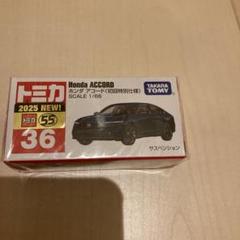 トミカ
2025 NEW!
トミカ 55
36
Honda ACCORD
ホンダ アコード(初回特別仕様)
SCALE 1/66
TAKARA TOMY
サスペンション